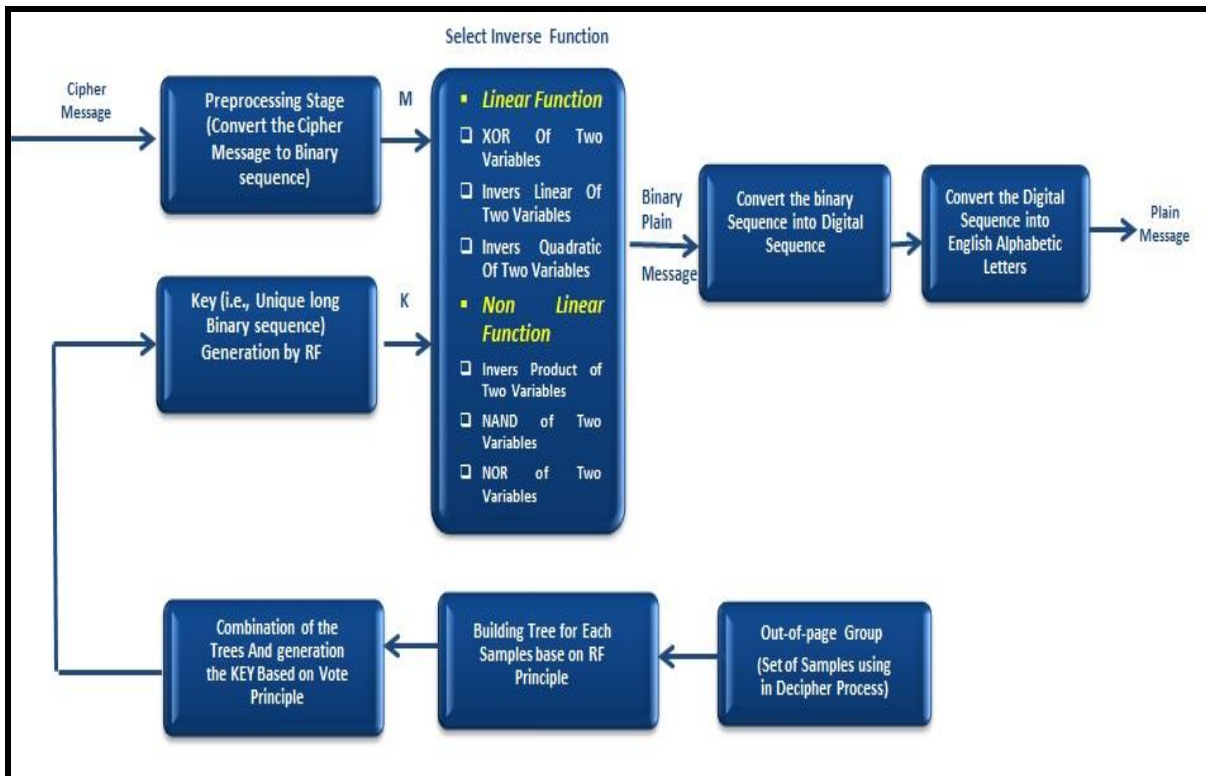 Select Inverse Function
Cipher
Message
Preprocessing Stage
(Convert the Cipher
Message to Binary
sequence)
M
Key (i.e., Unique long
Binary sequence)
Generation by RF
K
Linear Function
XOR Of Two
Variables
Invers Linear Of
Two Variables
Invers Quadratic
Of Two Variables
Non Linear
Function
Invers Product of
Two Variables
NAND of Two
Variables
NOR of Two
Variables
Binary
Plain
Message
Convert the binary
Sequence into Digital
Sequence
Convert the Digital
Sequence into
English Alphabetic
Letters
Plain
Message
Combination of the
Trees And generation
the KEY Based on Vote
Principle
Building Tree for Each
Samples base on RF
Principle
Out-of-page Group
(Set of Samples using
in Decipher Process)